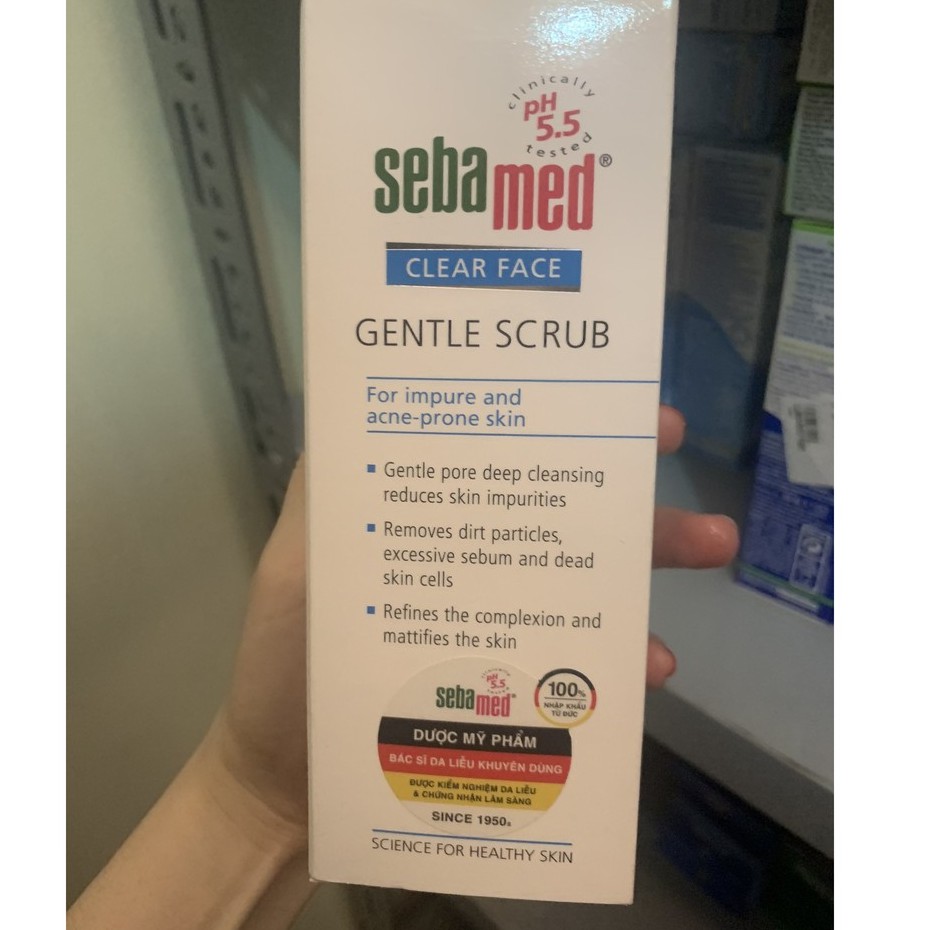 clinically
pH
5.5
tested
sebamed®
CLEAR FACE
GENTLE SCRUB
For impure and
acne-prone skin
Gentle pore deep cleansing
reduces skin impurities
Removes dirt particles,
excessive sebum and dead
skin cells
Refines the complexion and
mattifies the skin
clinically
pH
5.5
sebamed®
100%
NHẬP KHẨU
TỪ ĐỨC
DƯỢC MỸ PHẨM
BÁC SĨ DA LIỄU KHUYÊN DÙNG
ĐƯỢC KIỂM NGHIỆM DA LIỄU
& CHỨNG NHẬN LÂM SÀNG
SINCE 1950s
SCIENCE FOR HEALTHY SKIN